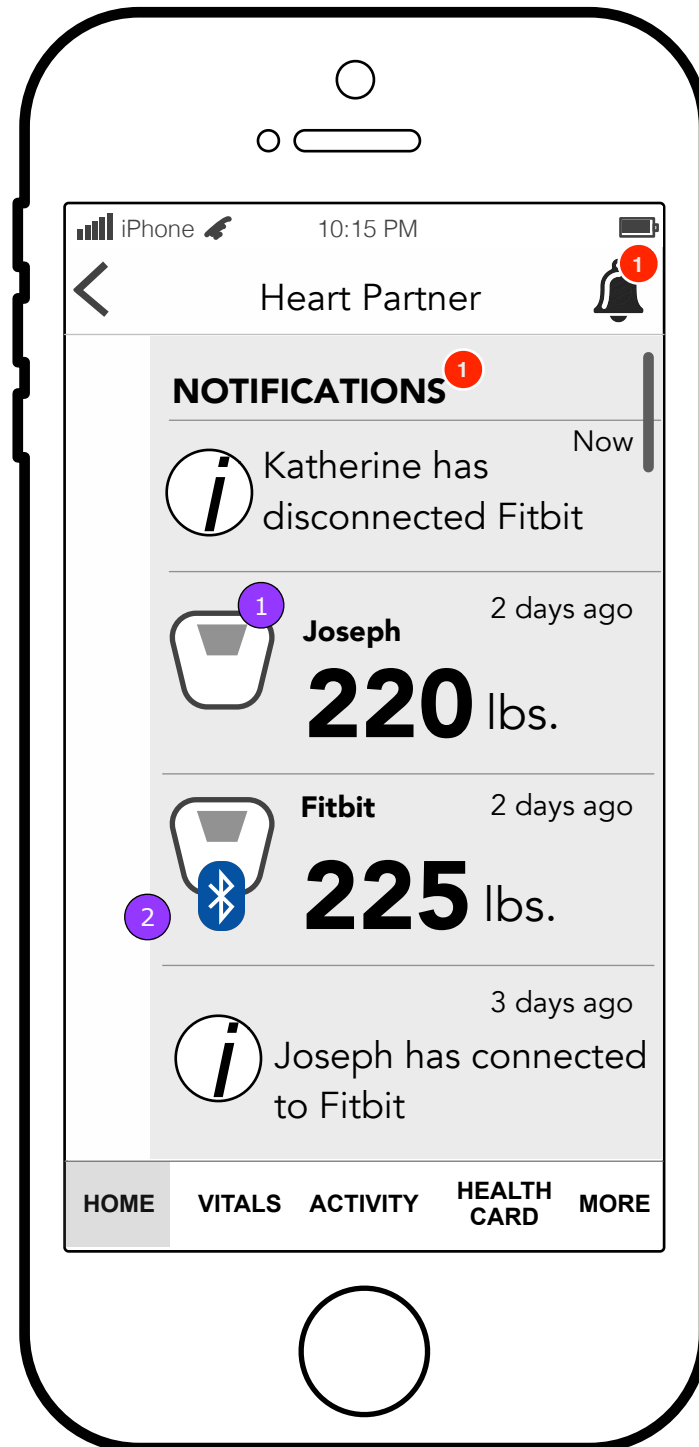 iPhone 10:15 PM
1
Heart Partner
NOTIFICATIONS 1
Now
Katherine has
disconnected Fitbit
1
2 days ago
Joseph
220 lbs.
Fitbit 2 days ago
225 lbs.
2
3 days ago
Joseph has connected
to Fitbit
HOME VITALS ACTIVITY HEALTH CARD MORE